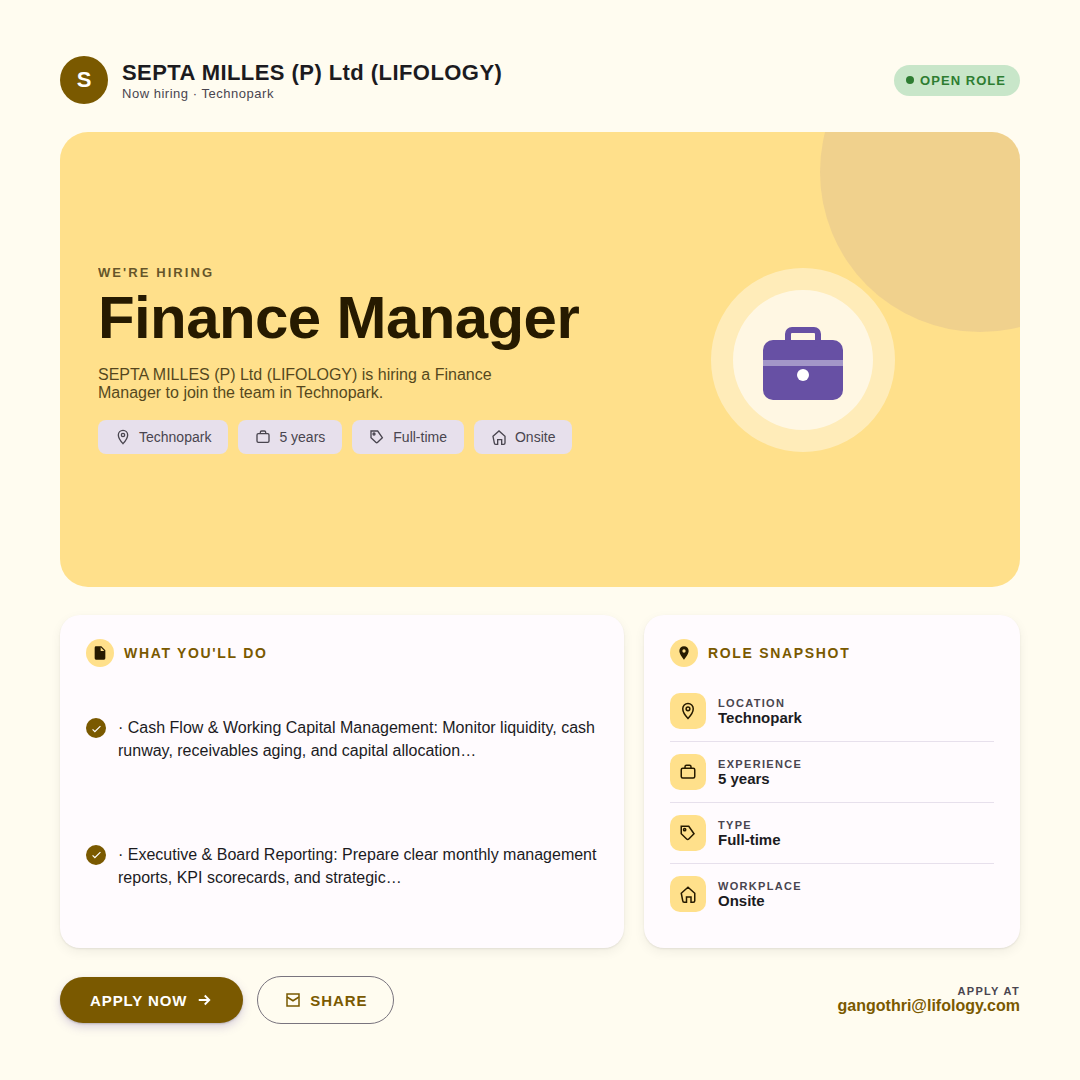 S
SEPTA MILLES (P) Ltd (LIFOLOGY)
Now hiring · Technopark
OPEN ROLE
WE'RE HIRING
Finance Manager
SEPTA MILLES (P) Ltd (LIFOLOGY) is hiring a Finance
Manager to join the team in Technopark.
Technopark
5 years
Full-time
Onsite
WHAT YOU'LL DO
· Cash Flow & Working Capital Management: Monitor liquidity, cash
runway, receivables aging, and capital allocation…
· Executive & Board Reporting: Prepare clear monthly management
reports, KPI scorecards, and strategic…
ROLE SNAPSHOT
LOCATION
Technopark
EXPERIENCE
5 years
TYPE
Full-time
WORKPLACE
Onsite
APPLY NOW
SHARE
APPLY AT
gangothri@lifology.com